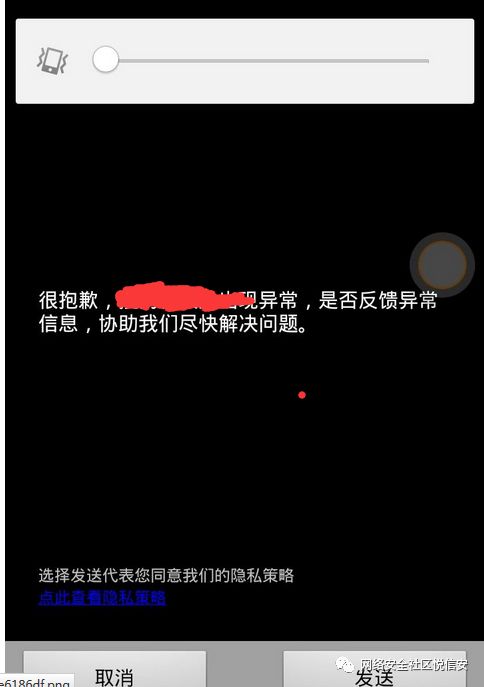 很抱歉，出现异常，是否反馈异常
信息，协助我们尽快解决问题。
选择发送代表您同意我们的隐私策略
点此查看隐私策略
取消
发送
网络安全社区悦信安
e6186df.png